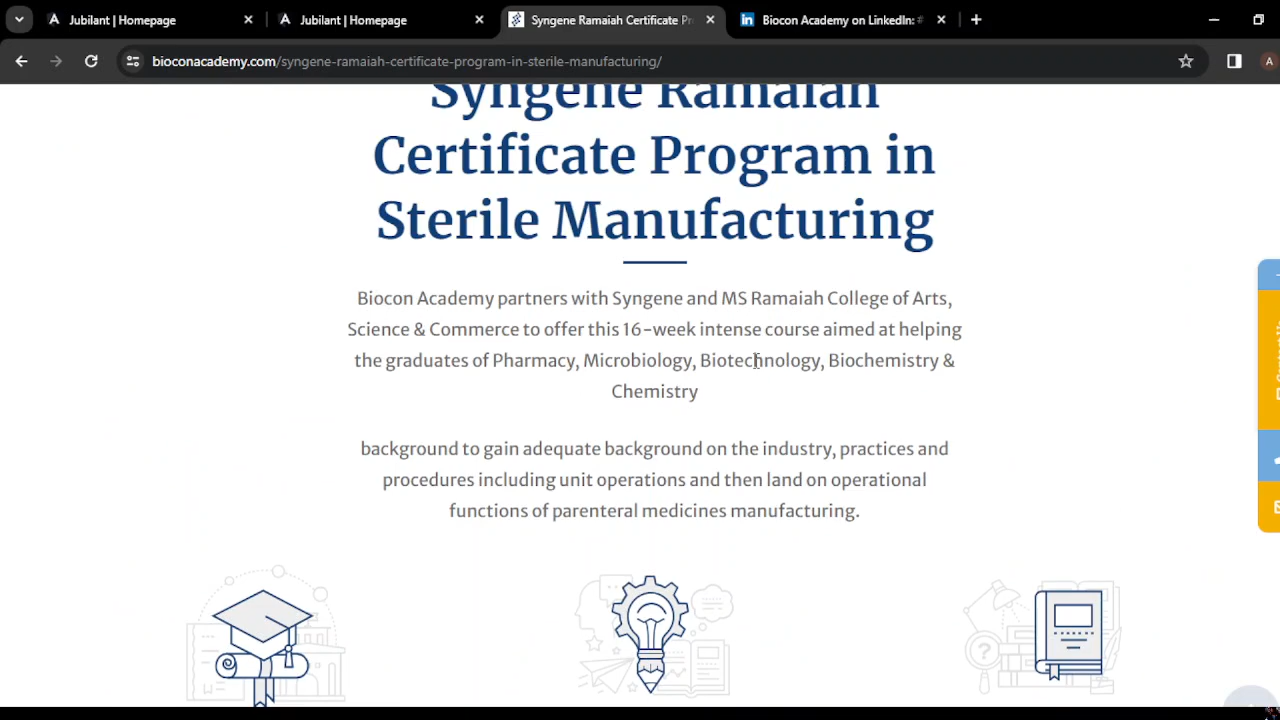 Jubilant | Homepage
Jubilant | Homepage
Syngene Ramaiah Certificate Pr
Biocon Academy on LinkedIn: #
bioconacademy.com/syngene-ramaiah-certificate-program-in-sterile-manufacturing/
A
Syngene Ramaiah
Certificate Program in
Sterile Manufacturing
Biocon Academy partners with Syngene and MS Ramaiah College of Arts,
Science & Commerce to offer this 16-week intense course aimed at helping
the graduates of Pharmacy, Microbiology, Biotechnology, Biochemistry &
Chemistry
background to gain adequate background on the industry, practices and
procedures including unit operations and then land on operational
functions of parenteral medicines manufacturing.